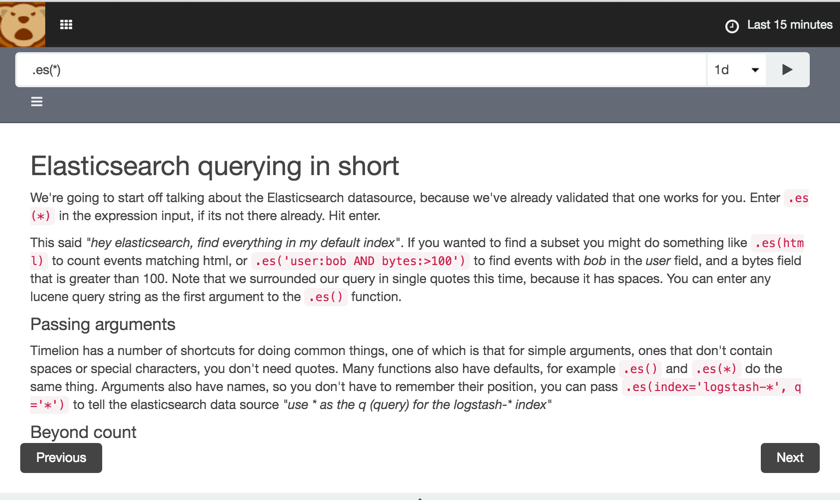 Last 15 minutes
.es(*)
1d
Elasticsearch querying in short
We're going to start off talking about the Elasticsearch datasource, because we've already validated that one works for you. Enter .es
(*) in the expression input, if its not there already. Hit enter.
This said "hey elasticsearch, find everything in my default index". If you wanted to find a subset you might do something like .es(htm
l) to count events matching html, or .es('user:bob AND bytes:>100') to find events with bob in the user field, and a bytes field
that is greater than 100. Note that we surrounded our query in single quotes this time, because it has spaces. You can enter any
lucene query string as the first argument to the .es() function.
Passing arguments
Timelion has a number of shortcuts for doing common things, one of which is that for simple arguments, ones that don't contain
spaces or special characters, you don't need quotes. Many functions also have defaults, for example .es() and .es(*) do the
same thing. Arguments also have names, so you don't have to remember their position, you can pass .es(index='logstash-*', q
='*') to tell the elasticsearch data source "use * as the q (query) for the logstash-* index"
Beyond count
Previous
Next